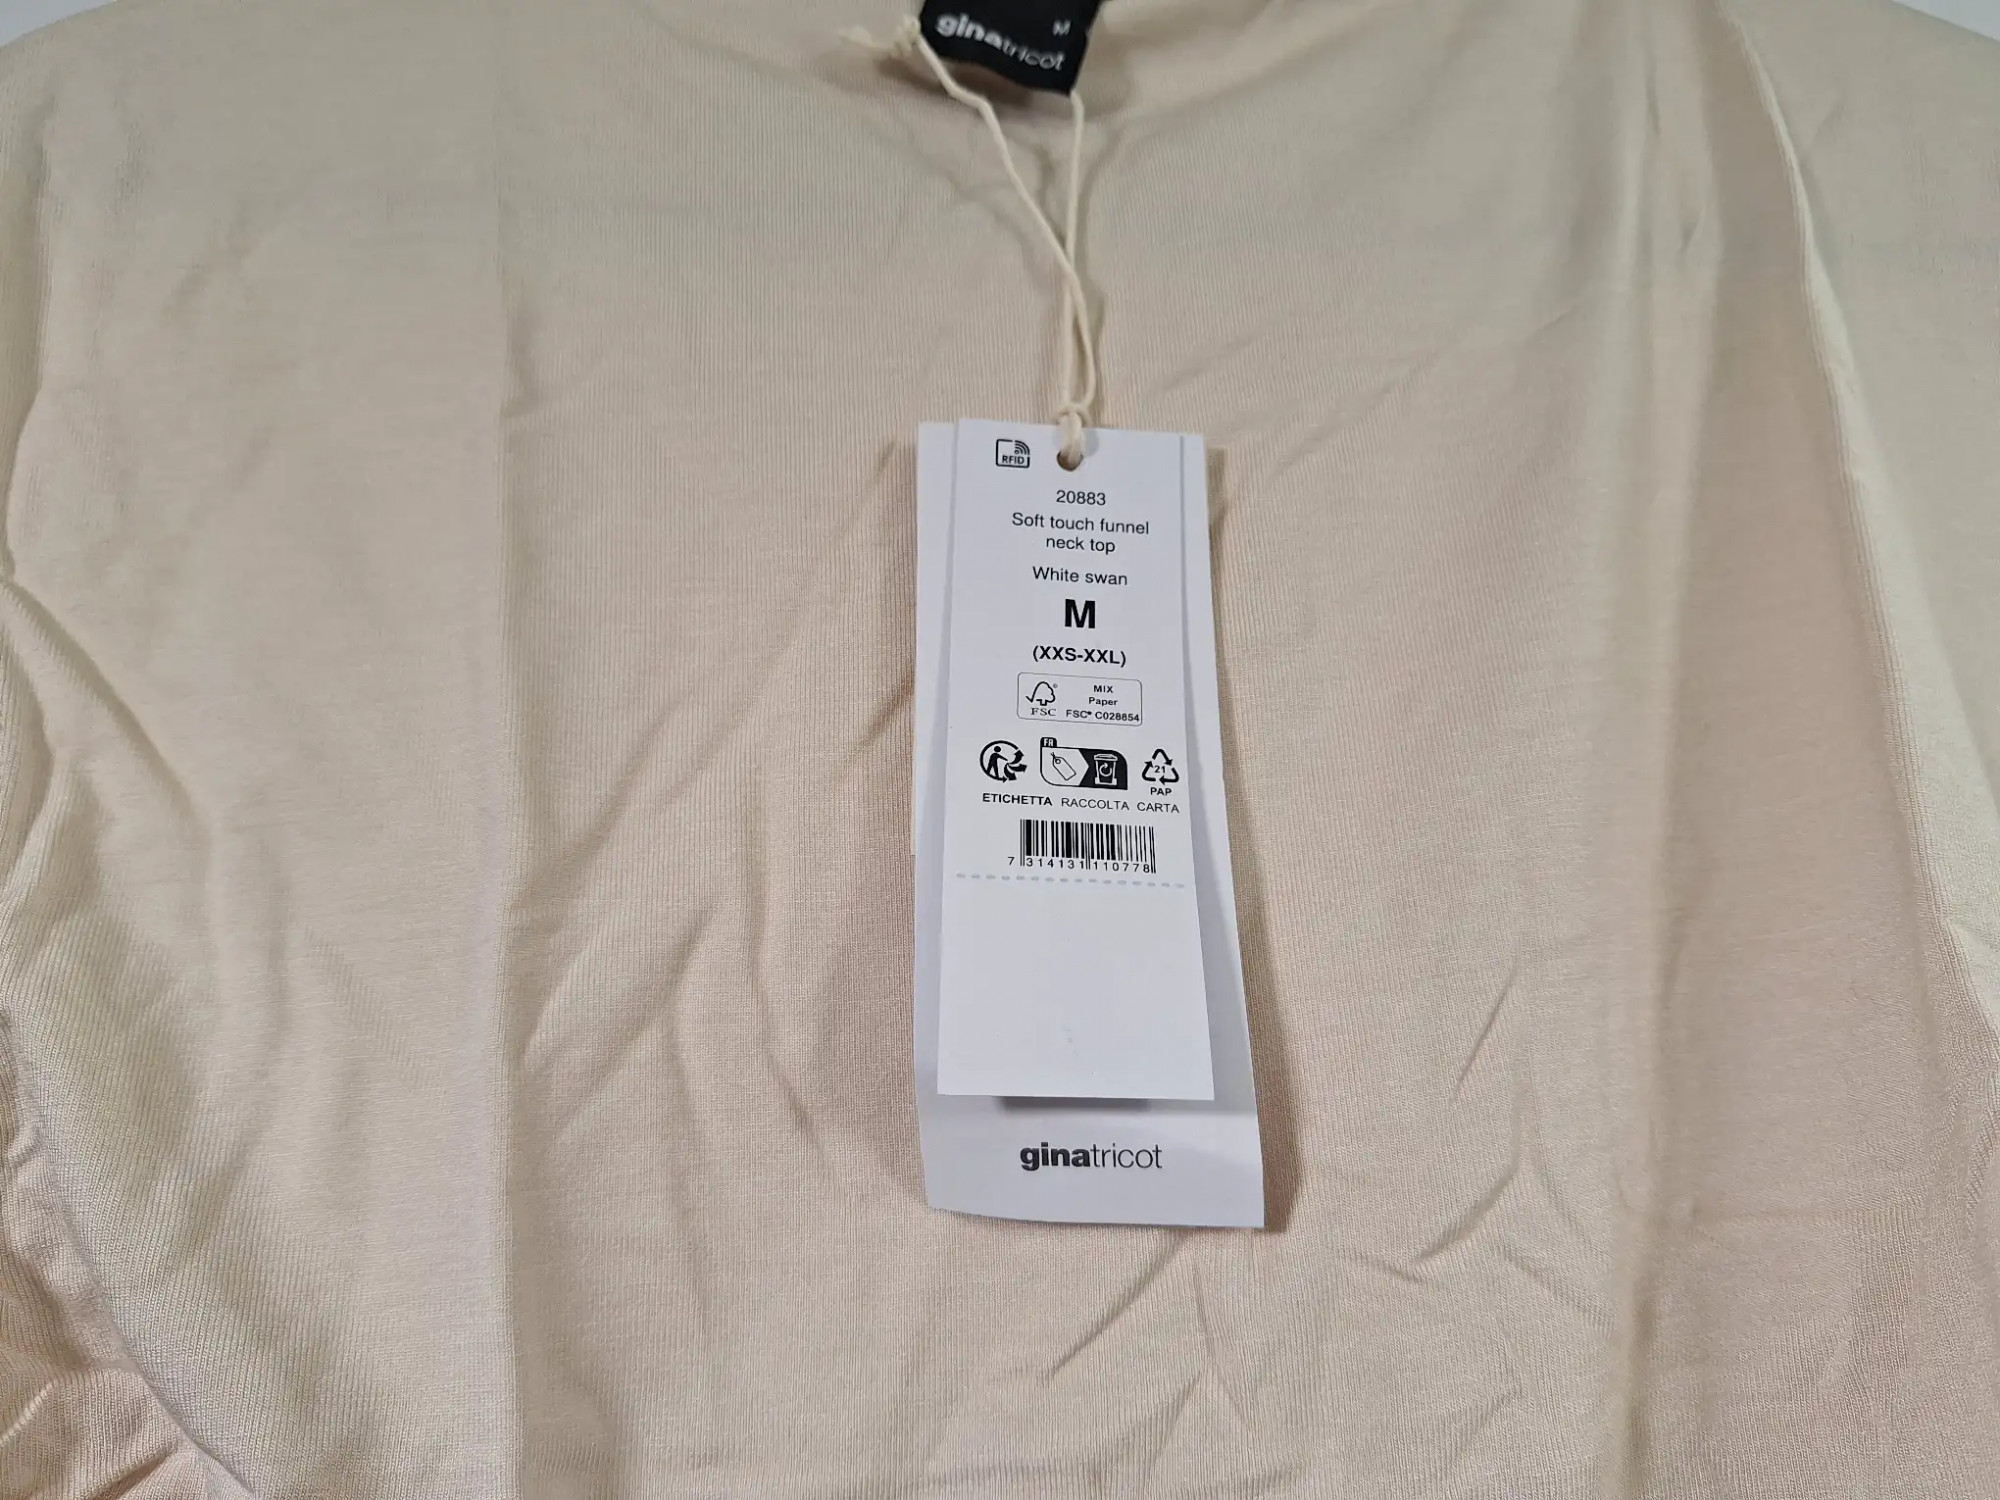 ginatricot
M
RFID
20883
Soft touch funnel
neck top
White swan
M
(XXS-XXL)
MIX
Paper
FSC FSC® C028854
FR
21
PAP
ETICHETTA RACCOLTA CARTA
7 314131 110778
ginatricot